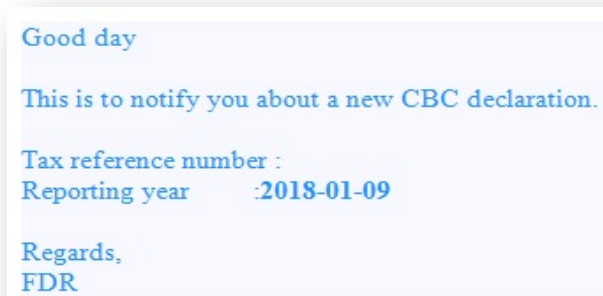 Good day
This is to notify you about a new CBC declaration.
Tax reference number :
Reporting year :2018-01-09
Regards,
FDR